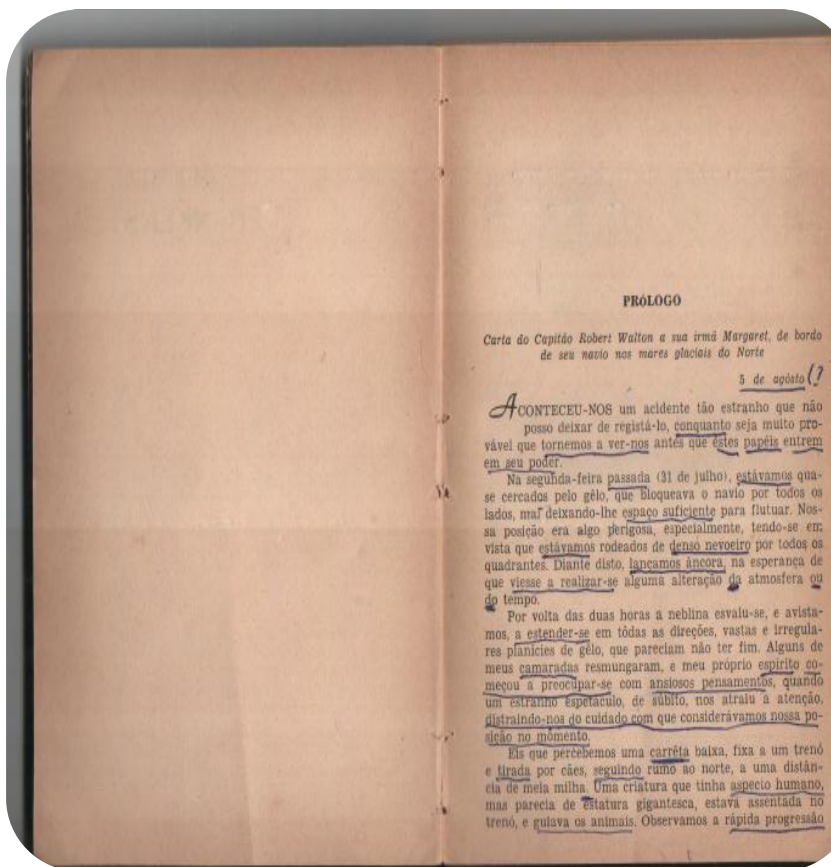 PRÓLOGO
Carta do Capitão Robert Walton a sua irmã Margaret, de bordo
de seu navio nos mares glaciais do Norte
5 de agôsto (?
ACONTECEU-NOS um acidente tão estranho que não
posso deixar de registá-lo, conquanto seja muito pro-
vável que tornemos a ver-nos antes que êstes papéis entrem
em seu poder.
Na segunda-feira passada (31 de julho), estávamos qua-
se cercados pelo gêlo, que bloqueava o navio por todos os
lados, mal deixando-lhe espaço suficiente para flutuar. Nos-
sa posição era algo perigosa, especialmente, tendo-se em
vista que estávamos rodeados de denso nevoeiro por todos os
quadrantes. Diante disto, lançamos âncora, na esperança de
que viesse a realizar-se alguma alteração da atmosfera ou
do tempo.
Por volta das duas horas a neblina esvaiu-se, e avista-
mos, a estender-se em tôdas as direções, vastas e irregula-
res planícies de gêlo, que pareciam não ter fim. Alguns de
meus camaradas resmungaram, e meu próprio espírito co-
meçou a preocupar-se com ansiosos pensamentos, quando
um estranho espetáculo, de súbito, nos atraiu a atenção,
distraindo-nos do cuidado com que considerávamos nossa po-
sição no momento.
Eis que percebemos uma carrêta baixa, fixa a um trenó
e tirada por cães, seguindo rumo ao norte, a uma distân-
cia de meia milha. Uma criatura que tinha aspecto humano,
mas parecia de estatura gigantesca, estava assentada no
trenó, e guiava os animais. Observamos a rápida progressão